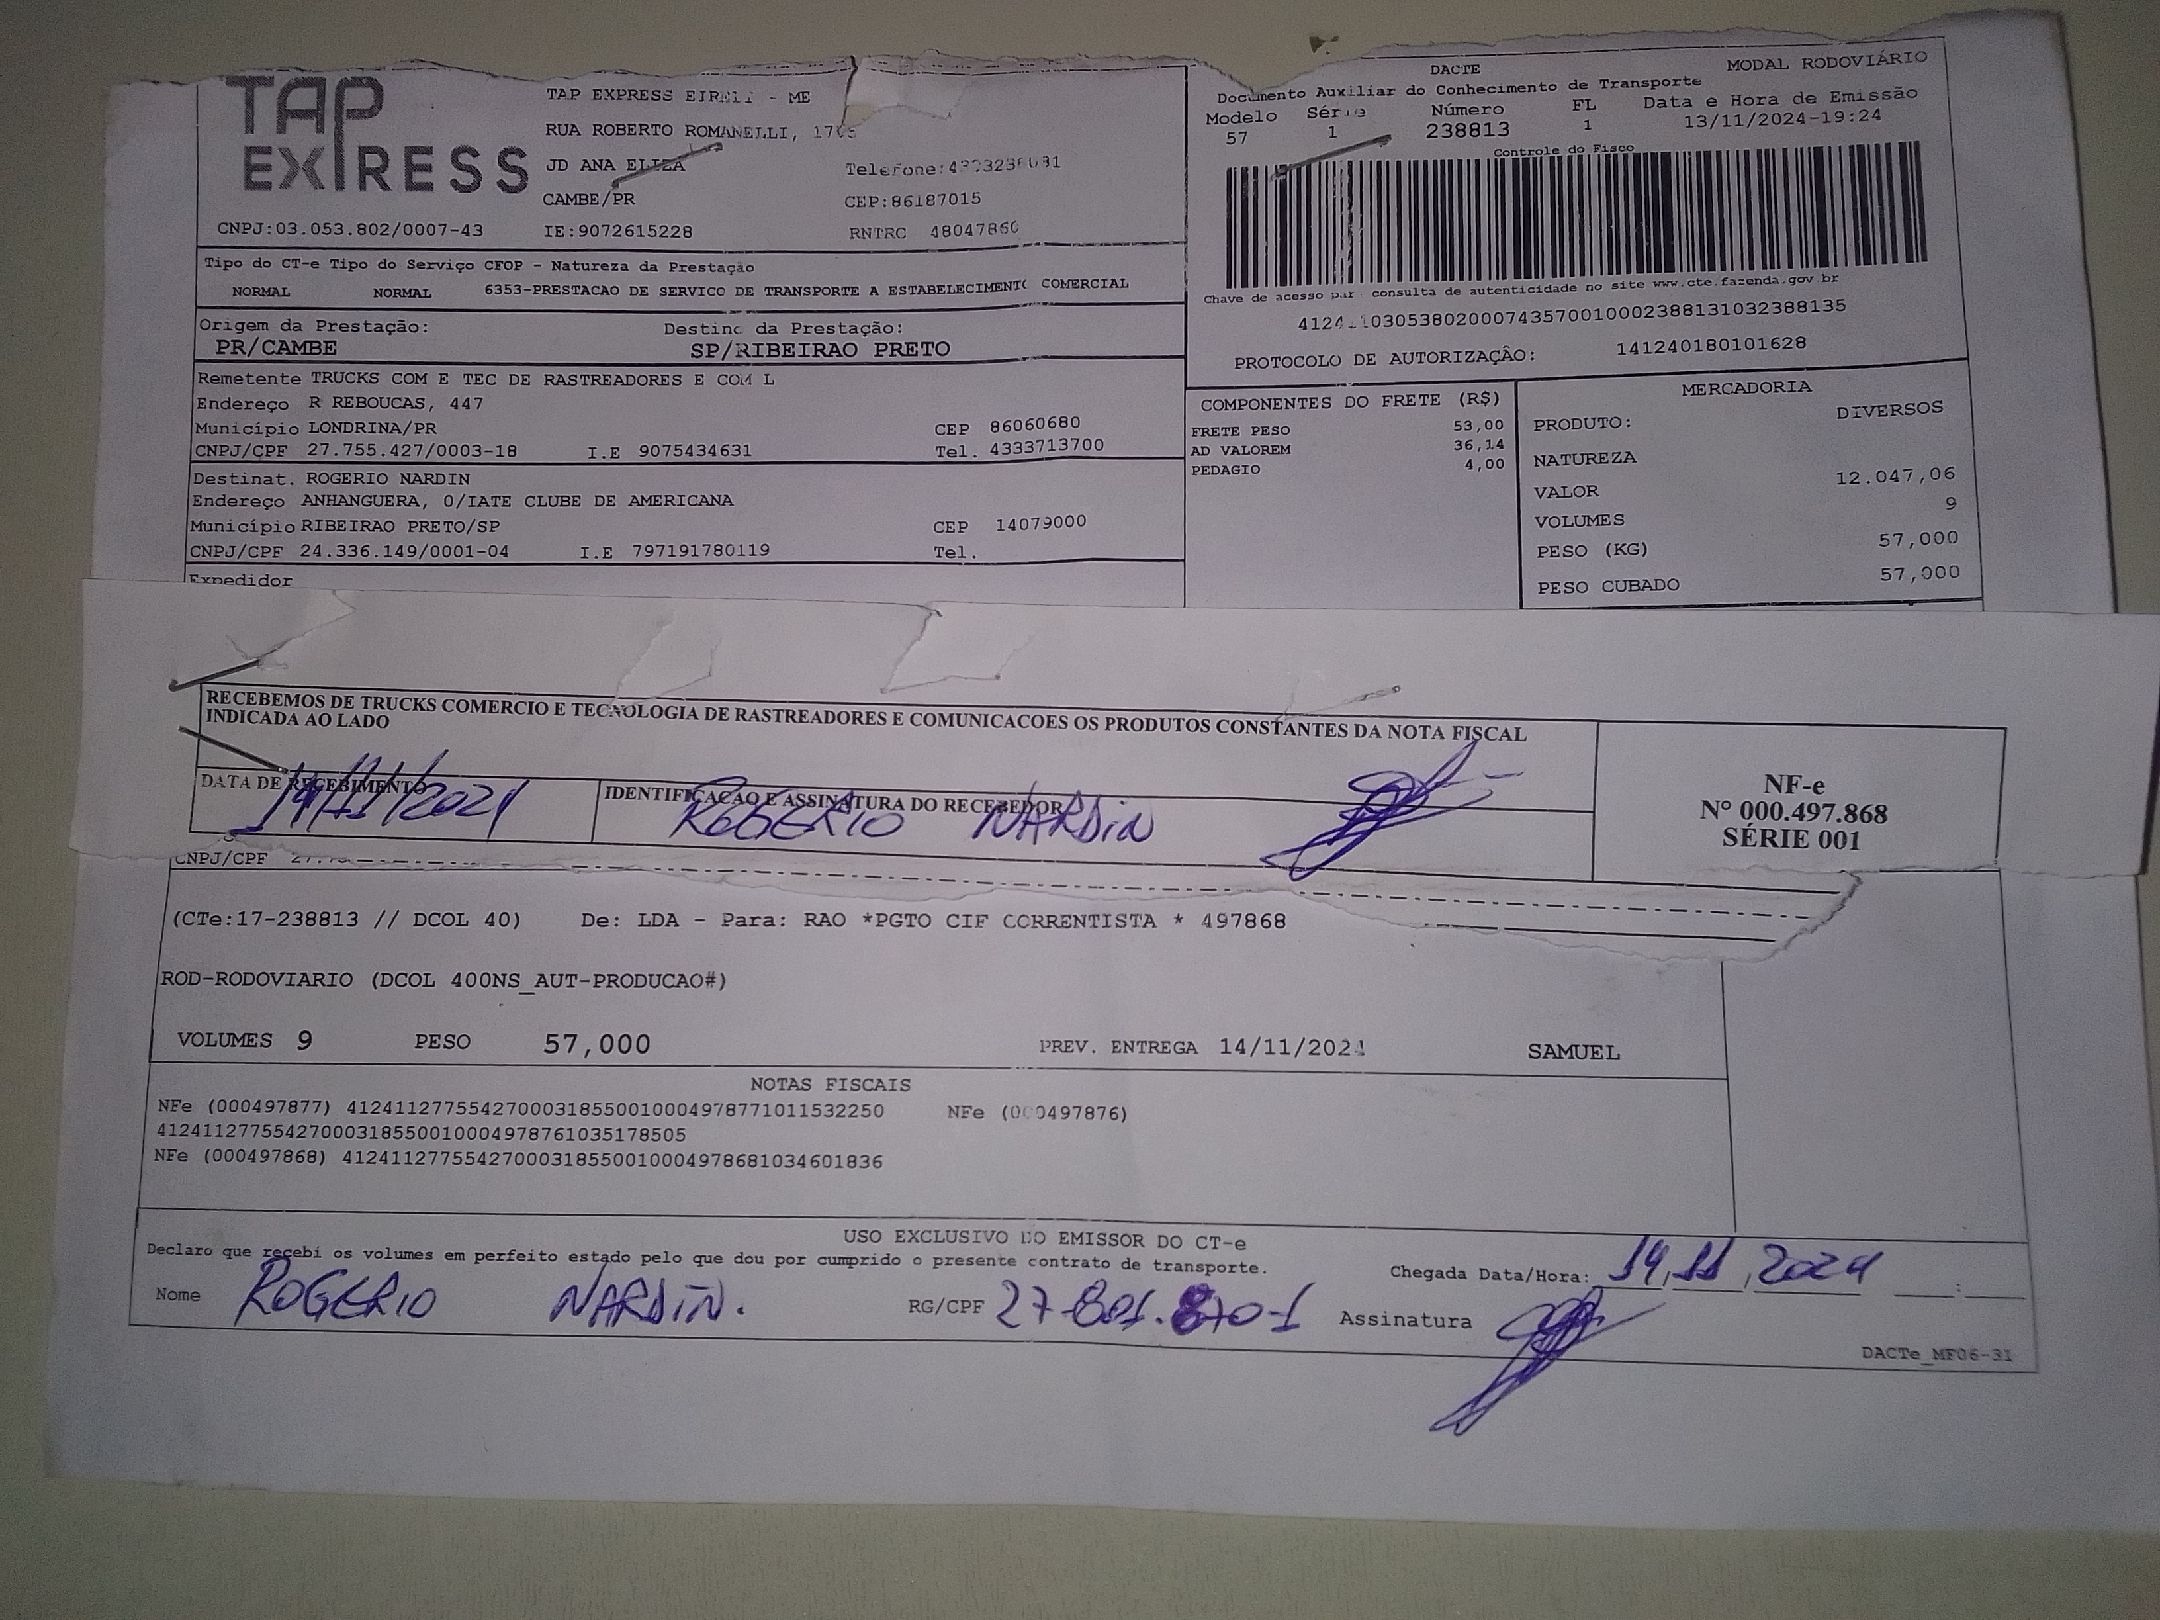 TAP EXPRESS
TAP EXPRESS EIRELI - ME
RUA ROBERTO ROMANELLI,
JD ANA ELIZA
CAMBE/PR CEP:86187015
CNPJ:03.053.802/0007-43 IE:9072615228 RNTRC 48047860
DACTE MODAL RODOVIÁRIO
Documento Auxiliar do Conhecimento de Transporte
Modelo Série Número FL Data e Hora de Emissão
57 1 238813 1 13/11/2024-19:24
Controle do Fisco
Chave de acesso para consulta de autenticidade no site www.cte.fazenda.gov.br
PROTOCOLO DE AUTORIZAÇÃO: 141240180101628
Tipo do CT-e Tipo do Serviço CFOP - Natureza da Prestação
NORMAL NORMAL 6353-PRESTACAO DE SERVICO DE TRANSPORTE A ESTABELECIMENTO COMERCIAL
Origem da Prestação: Destino da Prestação:
PR/CAMBE SP/RIBEIRAO PRETO
Remetente TRUCKS COM E TEC DE RASTREADORES E COM L
Endereço R REBOUCAS, 447
Município LONDRINA/PR CEP 86060680
CNPJ/CPF 27.755.427/0003-18 I.E 9075434631 Tel. 4333713700
Destinat. ROGERIO NARDIN
Endereço ANHANGUERA, 0/IATE CLUBE DE AMERICANA
Município RIBEIRAO PRETO/SP CEP 14079000
CNPJ/CPF 24.336.149/0001-04 I.E 797191780119 Tel.
Expedidor
COMPONENTES DO FRETE (R$)
FRETE PESO 53,00
AD VALOREM 36,14
PEDAGIO 4,00
MERCADORIA
PRODUTO: DIVERSOS
NATUREZA
VALOR 12.047,06
VOLUMES 9
PESO (KG) 57,000
PESO CUBADO 57,000
RECEBEMOS DE TRUCKS COMERCIO E TECNOLOGIA DE RASTREADORES E COMUNICACOES OS PRODUTOS CONSTANTES DA NOTA FISCAL
INDICADA AO LADO
DATA DE RECEBIMENTO IDENTIFICAÇÃO E ASSINATURA DO RECEBEDOR
14/11/2024 ROGERIO NARDIN
NF-e
Nº 000.497.868
SÉRIE 001
CNPJ/CPF
(CTe:17-238813 // DCOL 40) De: LDA - Para: RAO *PGTO CIF CORRENTISTA * 497868
ROD-RODOVIARIO (DCOL 400NS_AUT-PRODUCAO#)
VOLUMES 9 PESO 57,000 PREV. ENTREGA 14/11/2024 SAMUEL
NOTAS FISCAIS
NFe (000497877) 41241127755427000318550010004978771011532250 NFe (000497876)
41241127755427000318550010004978761035178505
NFe (000497868) 41241127755427000318550010004978681034601836
USO EXCLUSIVO DO EMISSOR DO CT-e
Declaro que recebi os volumes em perfeito estado pelo que dou por cumprido o presente contrato de transporte.
Chegada Data/Hora: 14,11,2024 :
Nome ROGERIO NARDIN. RG/CPF 27-801.870-1 Assinatura
DACTe_MF06-31